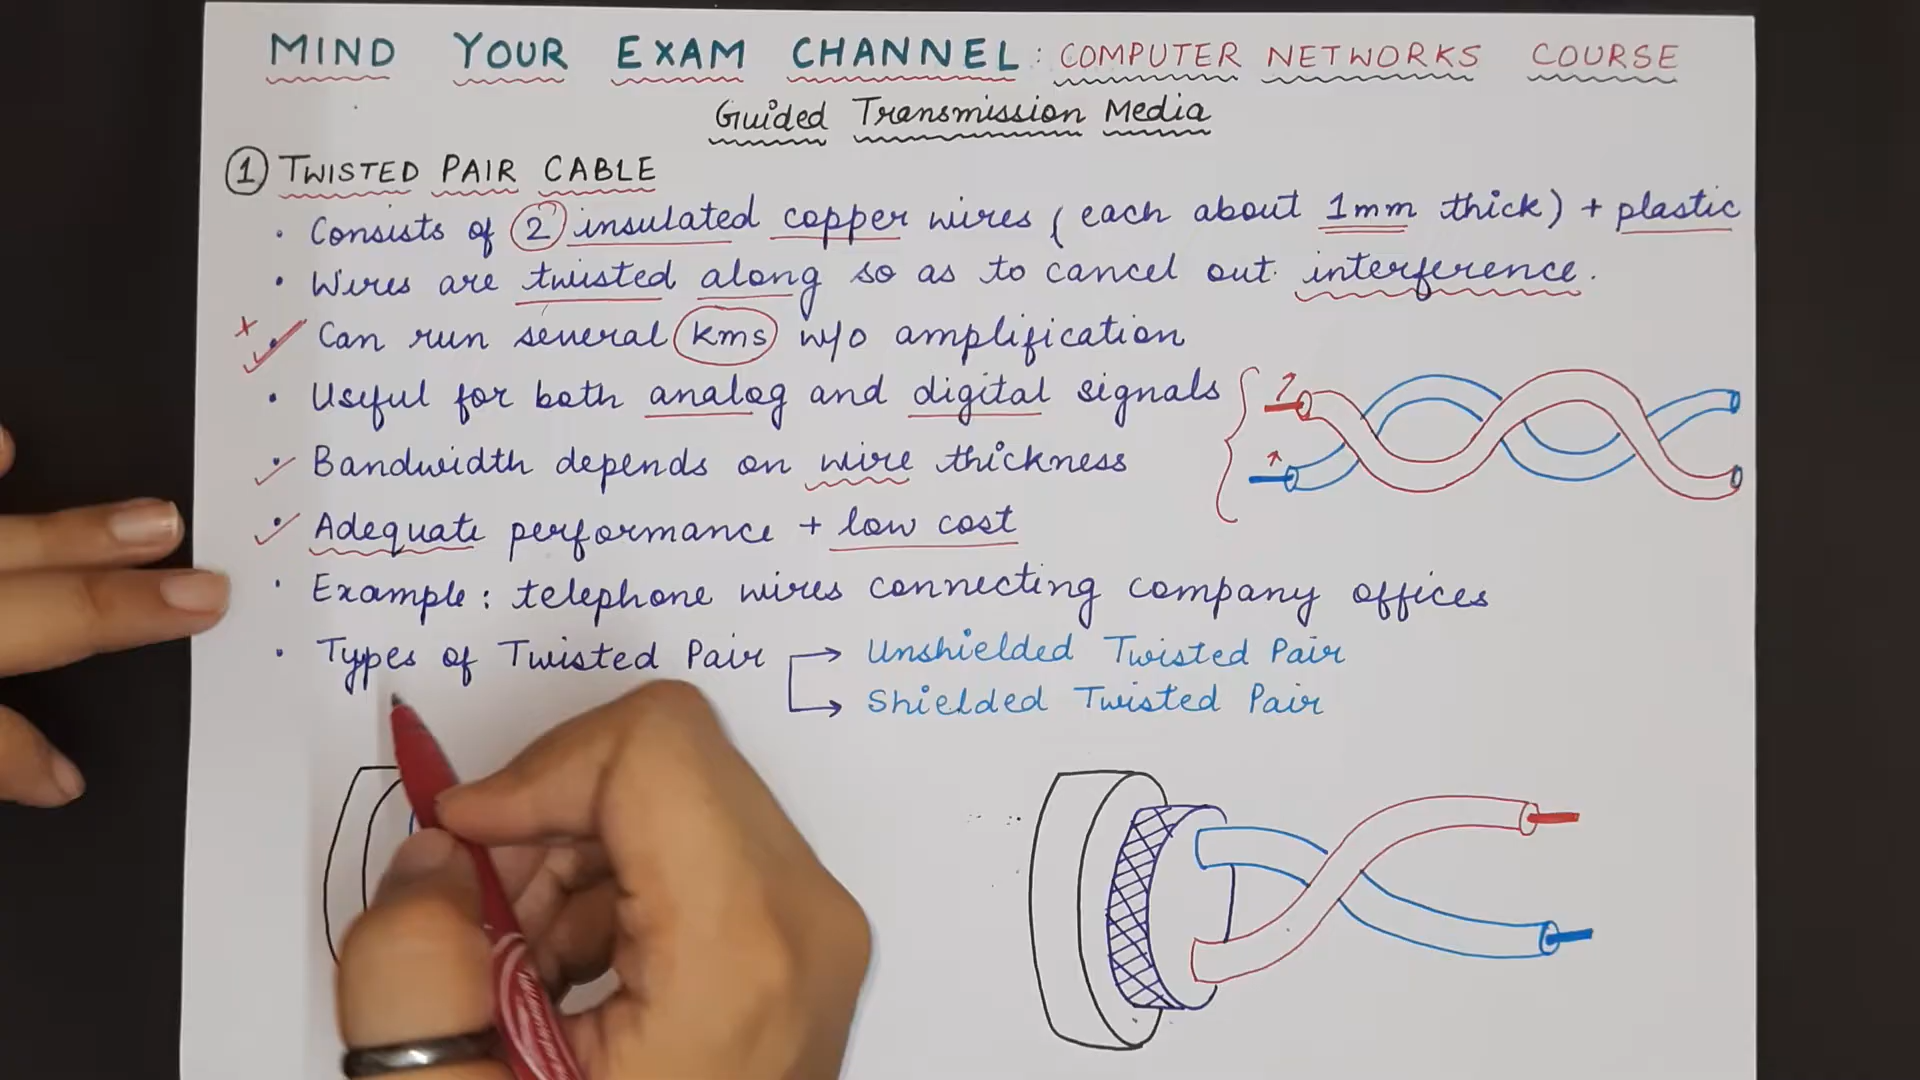 MIND YOUR EXAM CHANNEL: COMPUTER NETWORKS COURSE
Guided Transmission Media
1 TWISTED PAIR CABLE
• Consists of 2 insulated copper wires (each about 1mm thick) + plastic
• Wires are twisted along so as to cancel out interference.
• Can run several kms w/o amplification
• Useful for both analog and digital signals
• Bandwidth depends on wire thickness
• Adequate performance + low cost
• Example: telephone wires connecting company offices
• Types of Twisted Pair → Unshielded Twisted Pair
→ Shielded Twisted Pair